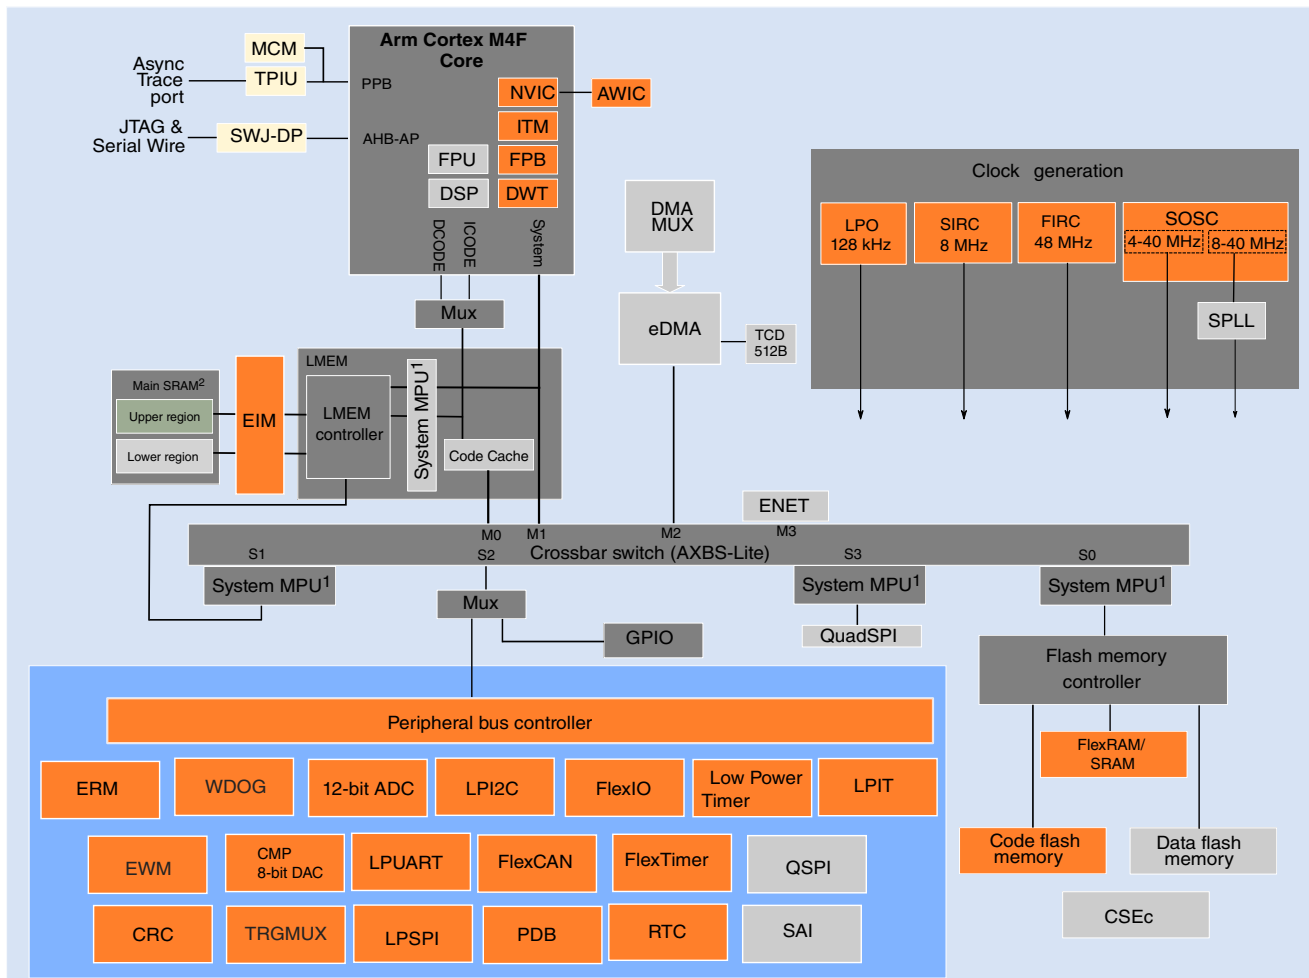 Arm Cortex M4F
Core
MCM
TPIU
Async
Trace
port
PPB
JTAG &
Serial Wire
SWJ-DP
AHB-AP
NVIC
AWIC
ITM
FPU
FPB
DSP
DWT
DCODE
ICODE
System
Mux
DMA
MUX
eDMA
TCD
512B
Clock generation
LPO
128 kHz
SIRC
8 MHz
FIRC
48 MHz
SOSC
4-40 MHz
8-40 MHz
SPLL
Main SRAM2
Upper region
Lower region
EIM
LMEM
LMEM
controller
System MPU1
Code Cache
ENET
M0
M1
M2
M3
Crossbar switch (AXBS-Lite)
S1
S2
S3
S0
System MPU1
Mux
System MPU1
System MPU1
GPIO
QuadSPI
Flash memory
controller
FlexRAM/
SRAM
Code flash
memory
Data flash
memory
CSEc
Peripheral bus controller
ERM
WDOG
12-bit ADC
LPI2C
FlexIO
Low Power
Timer
LPIT
EWM
CMP
8-bit DAC
LPUART
FlexCAN
FlexTimer
QSPI
CRC
TRGMUX
LPSPI
PDB
RTC
SAI